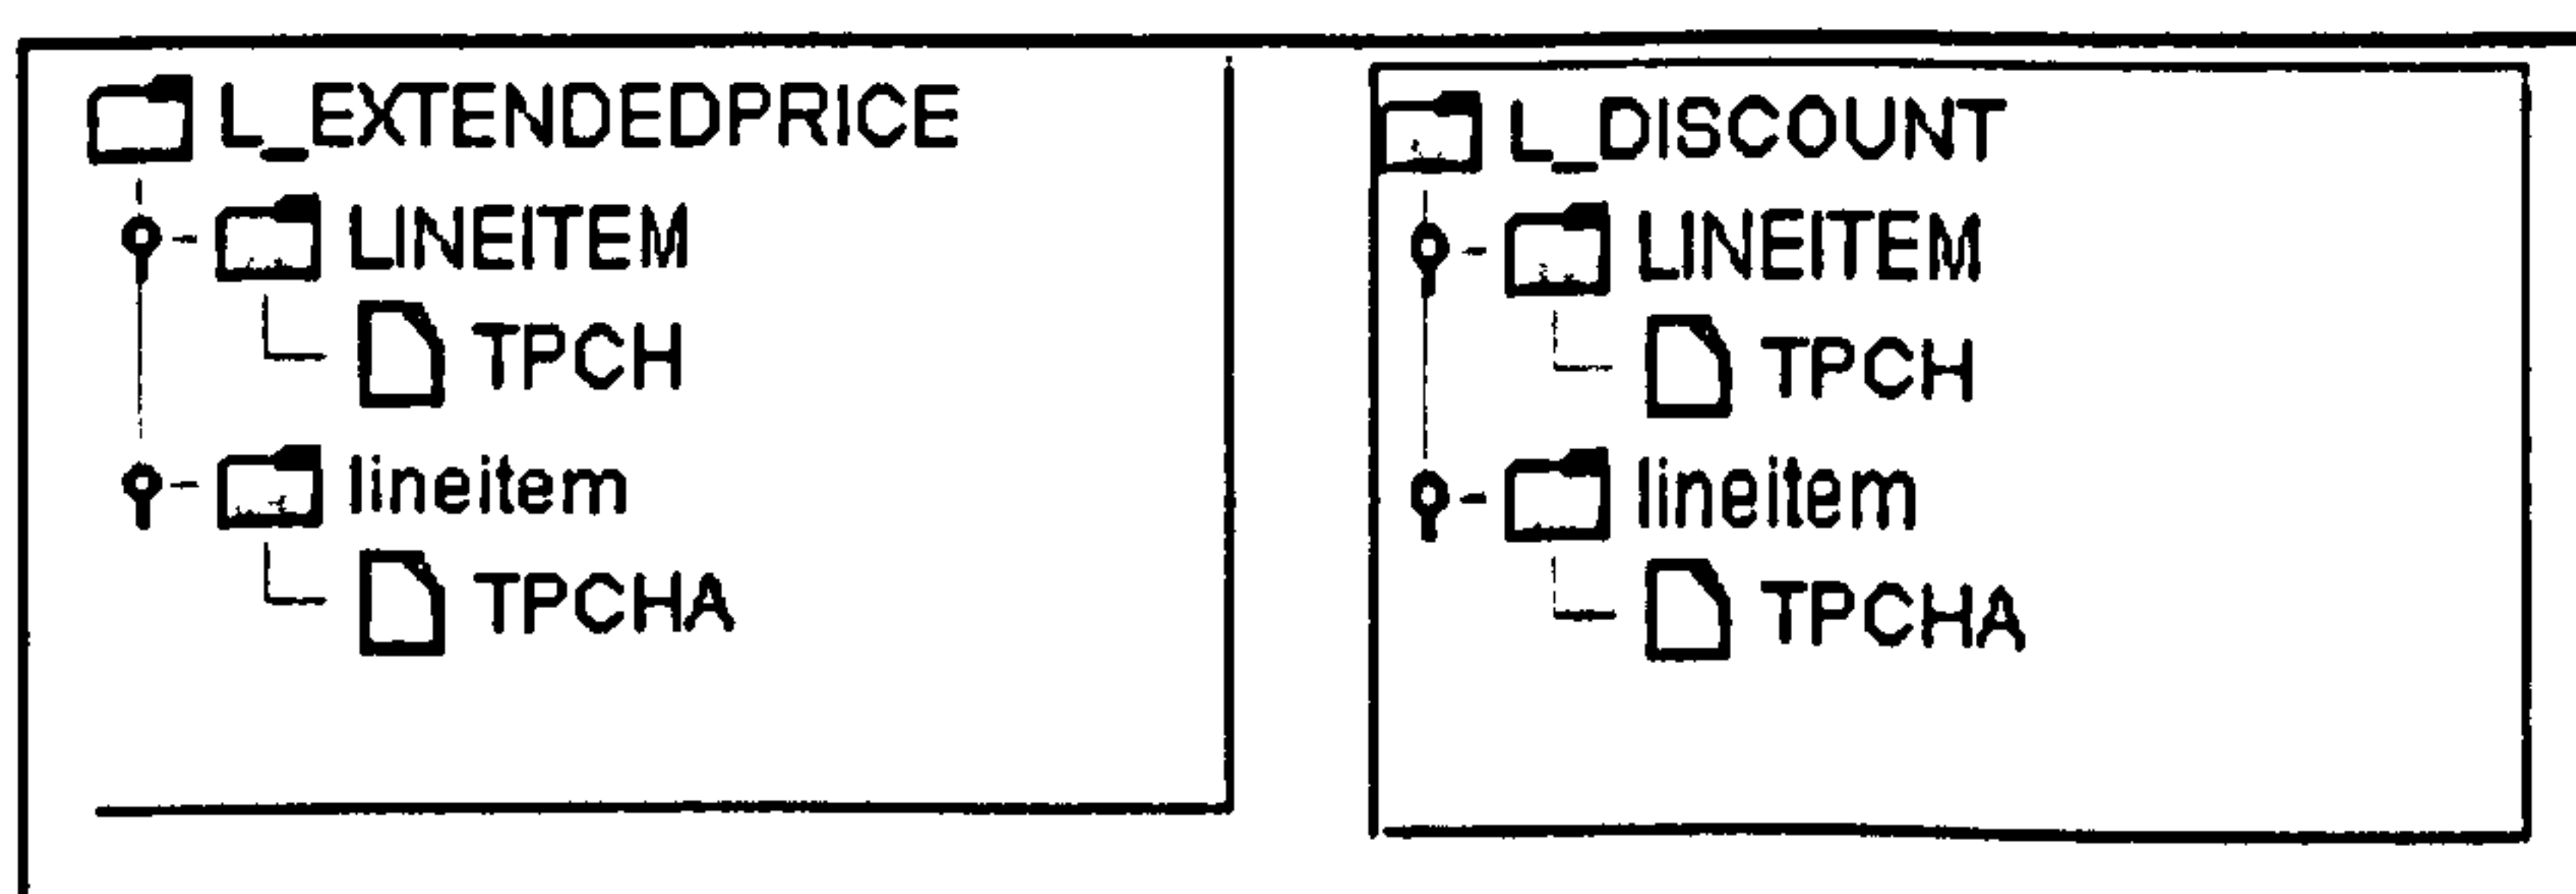 L_EXTENDEDPRICE
LINEITEM
TPCH
lineitem
TPCHA
L_DISCOUNT
LINEITEM
TPCH
lineitem
TPCHA